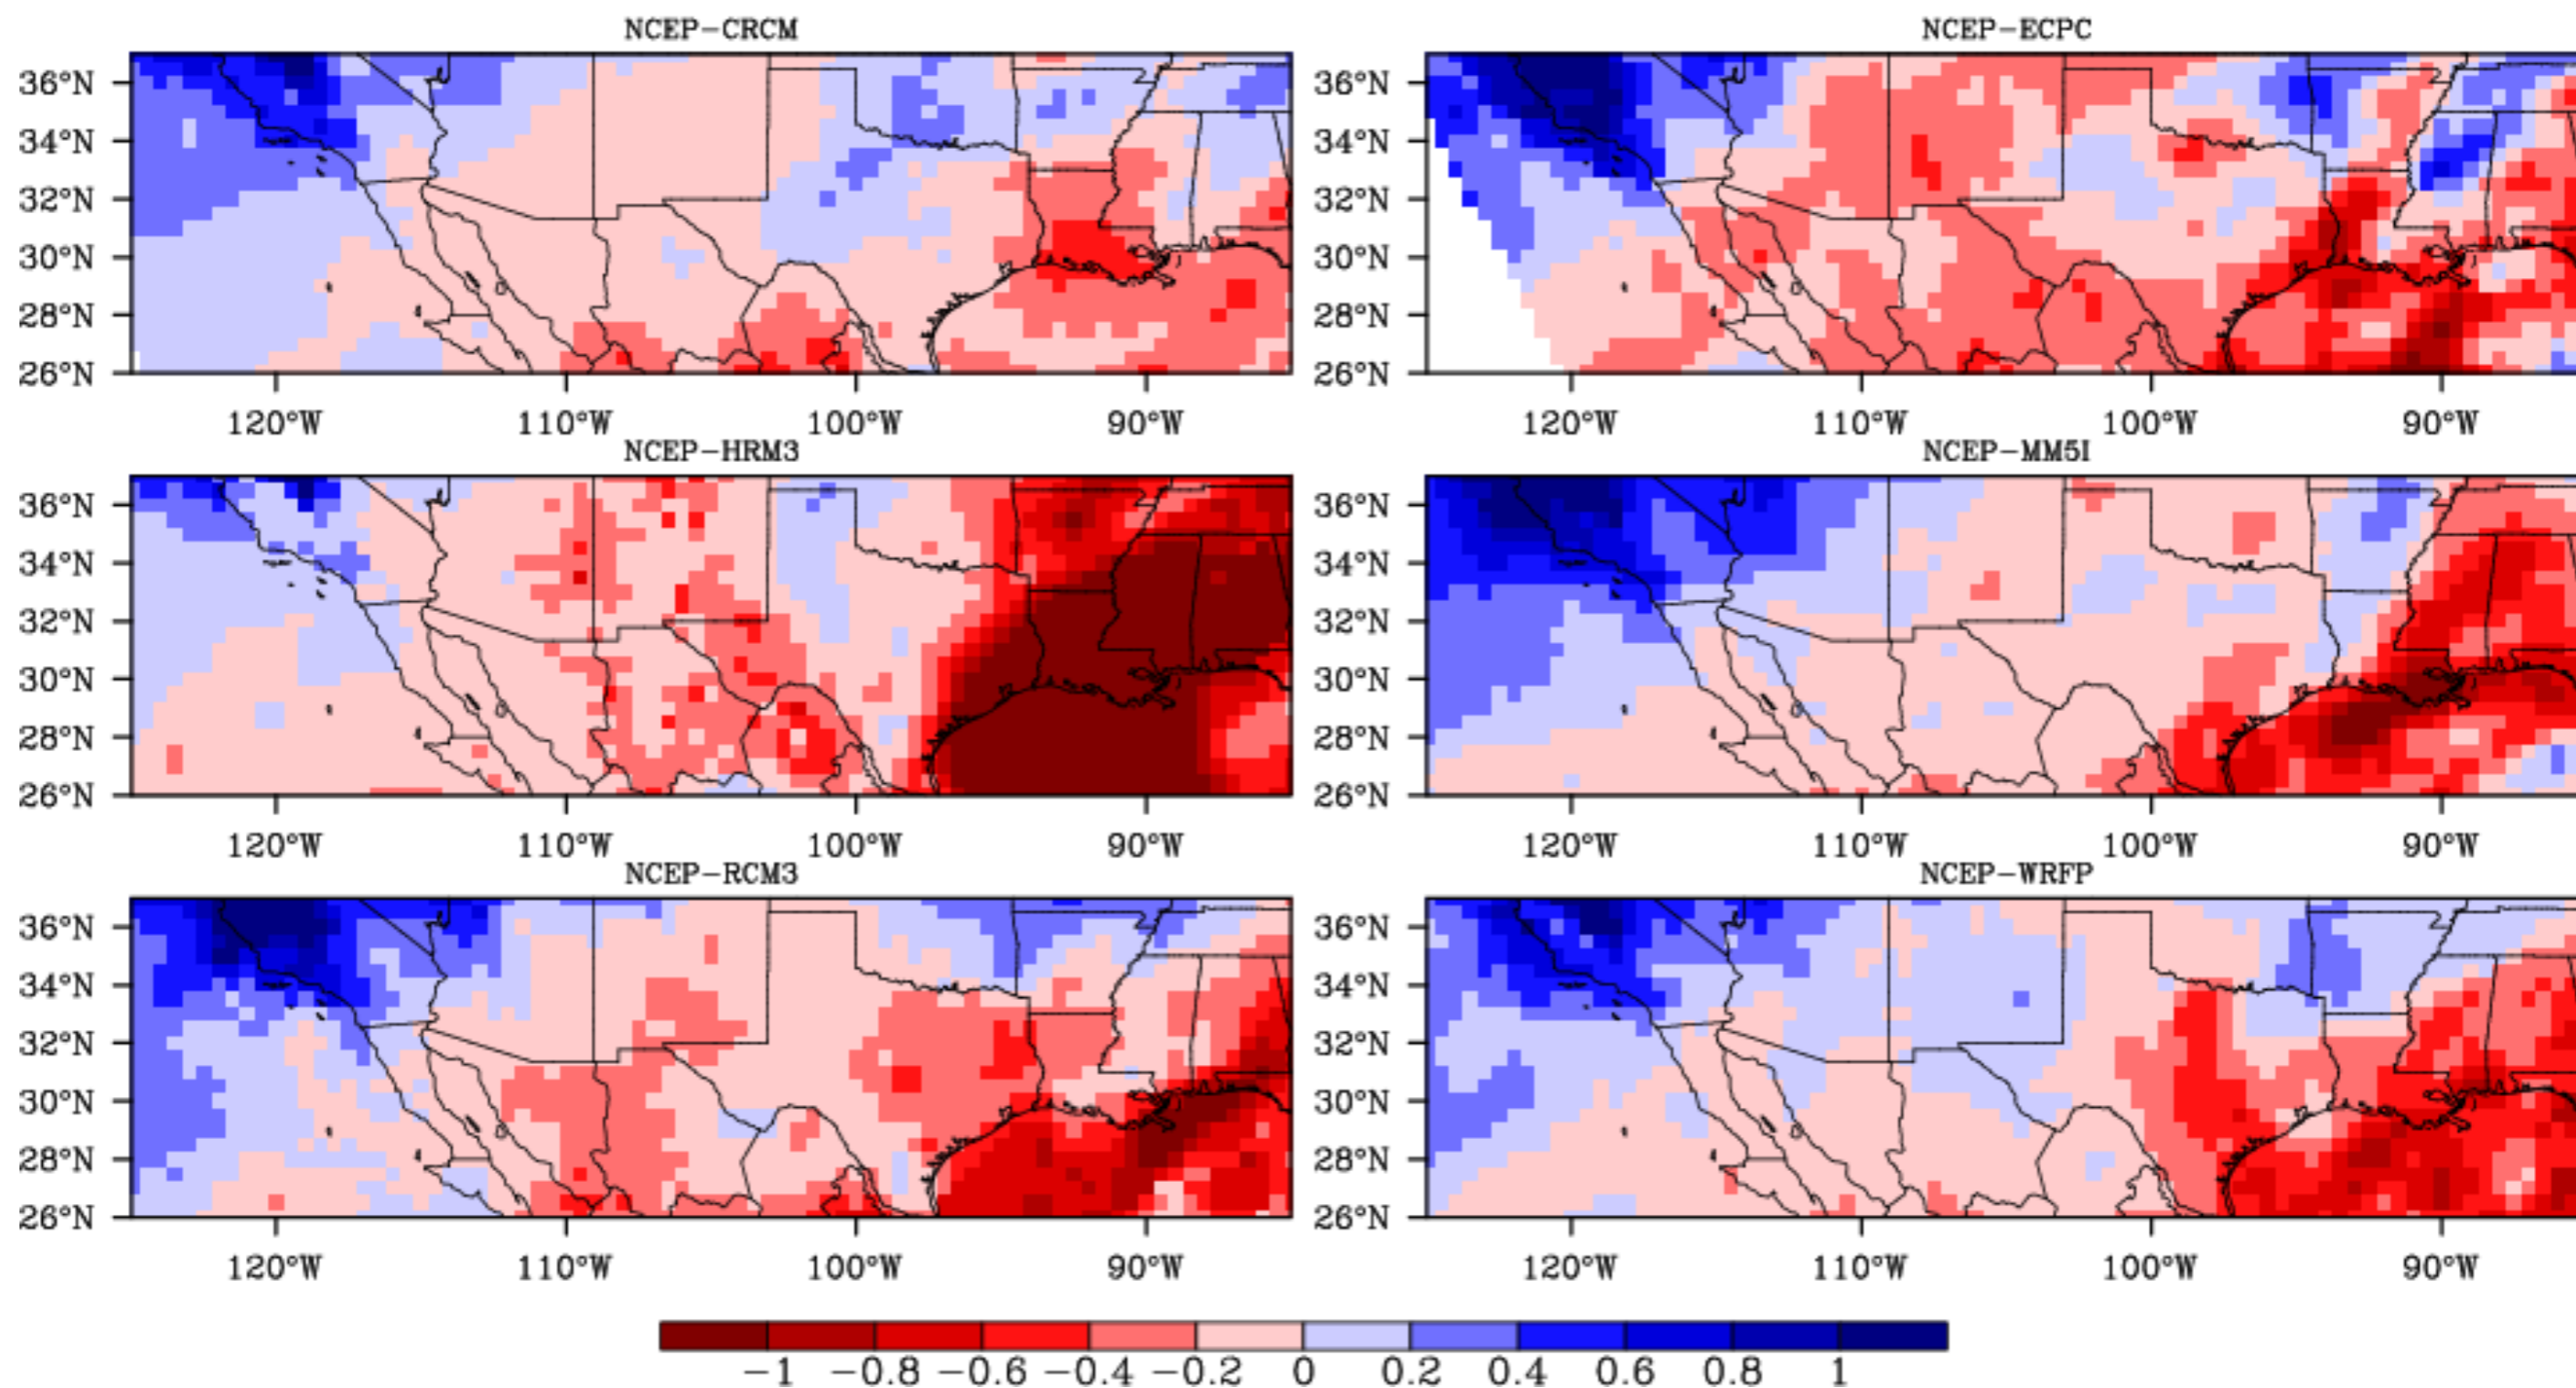 NCEP-CRCM NCEP-ECPC
36°N 36°N
34°N 34°N
32°N 32°N
30°N 30°N
28°N 28°N
26°N 26°N
120°W 110°W 100°W 90°W 120°W 110°W 100°W 90°W
NCEP-HRM3 NCEP-MM5I
36°N 36°N
34°N 34°N
32°N 32°N
30°N 30°N
28°N 28°N
26°N 26°N
120°W 110°W 100°W 90°W 120°W 110°W 100°W 90°W
NCEP-RCM3 NCEP-WRFP
36°N 36°N
34°N 34°N
32°N 32°N
30°N 30°N
28°N 28°N
26°N 26°N
120°W 110°W 100°W 90°W 120°W 110°W 100°W 90°W
-1 -0.8 -0.6 -0.4 -0.2 0 0.2 0.4 0.6 0.8 1